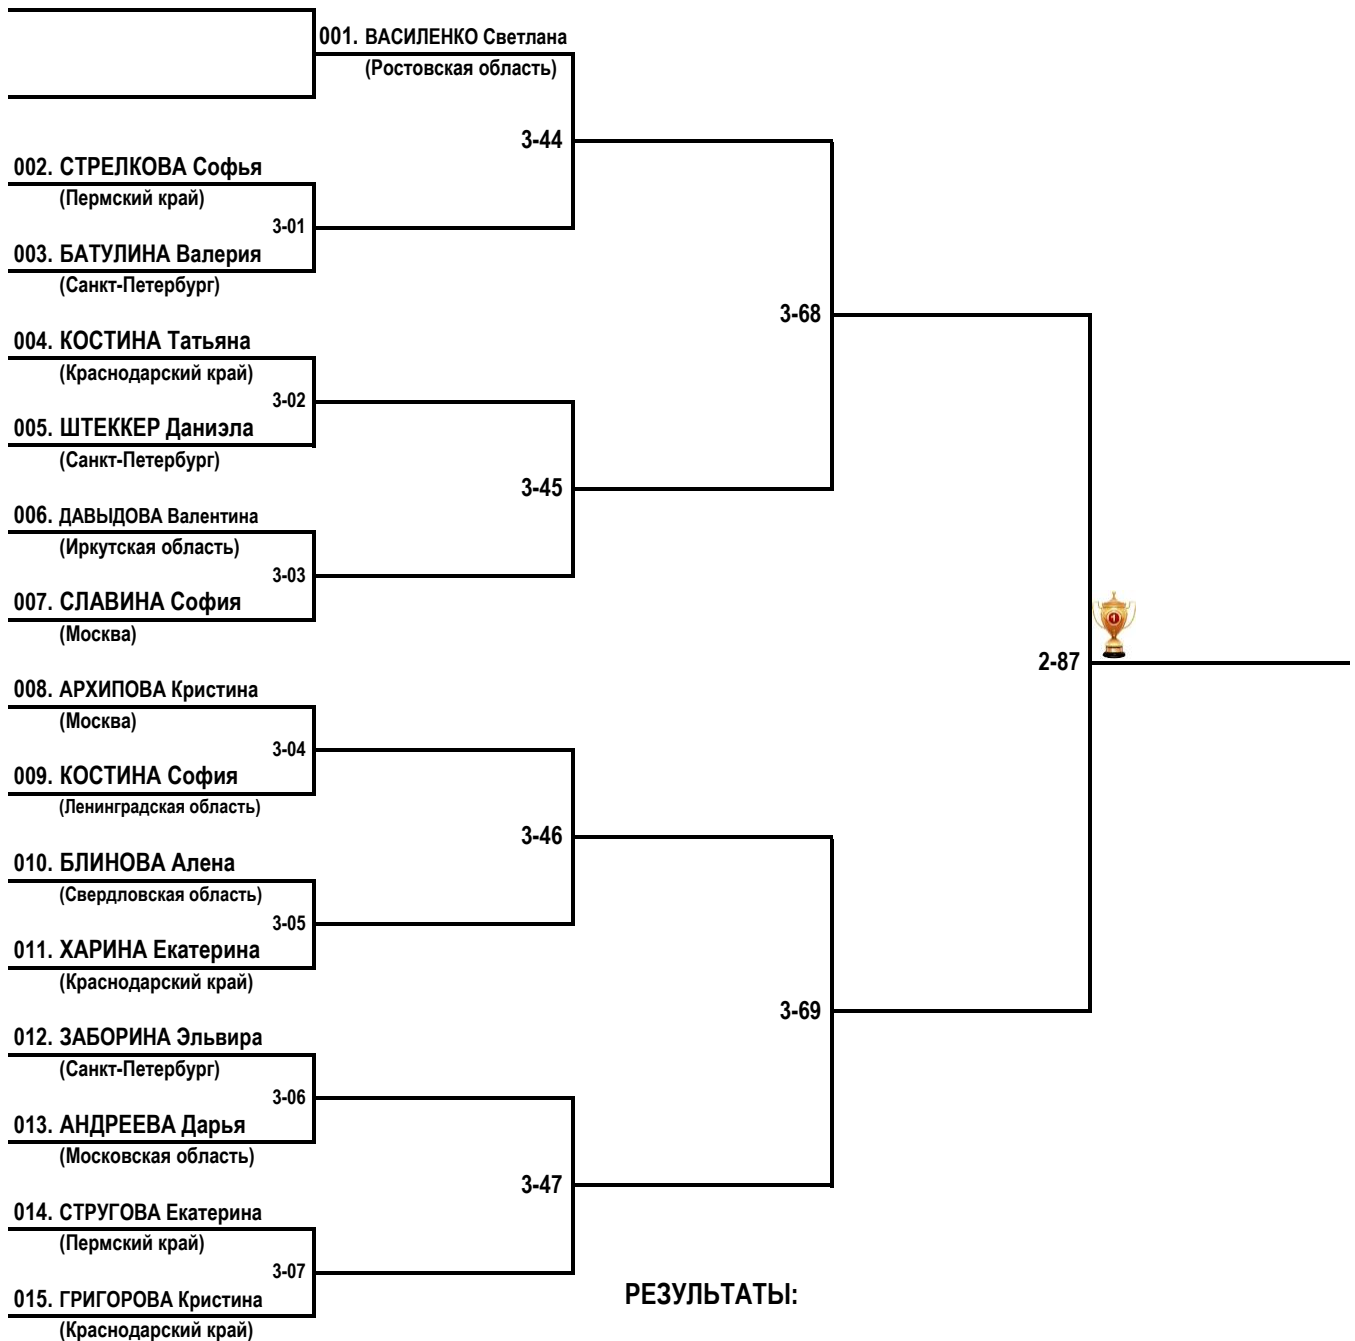 001. ВАСИЛЕНКО Светлана
(Ростовская область)
3-44
002. СТРЕЛКОВА Софья
(Пермский край)
3-01
003. БАТУЛИНА Валерия
(Санкт-Петербург)
3-68
004. КОСТИНА Татьяна
(Краснодарский край)
3-02
005. ШТЕККЕР Даниэла
(Санкт-Петербург)
3-45
006. ДАВЫДОВА Валентина
(Иркутская область)
3-03
007. СЛАВИНА София
(Москва)
1
2-87
008. АРХИПОВА Кристина
(Москва)
3-04
009. КОСТИНА София
(Ленинградская область)
3-46
010. БЛИНОВА Алена
(Свердловская область)
3-05
011. ХАРИНА Екатерина
(Краснодарский край)
3-69
012. ЗАБОРИНА Эльвира
(Санкт-Петербург)
3-06
013. АНДРЕЕВА Дарья
(Московская область)
3-47
014. СТРУГОВА Екатерина
(Пермский край)
3-07
015. ГРИГОРОВА Кристина
(Краснодарский край)
РЕЗУЛЬТАТЫ: